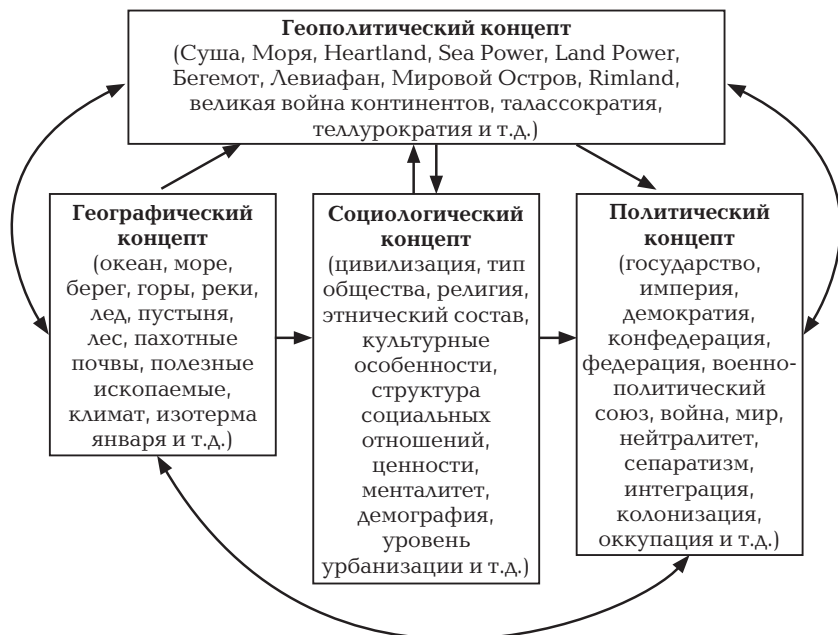 Геополитический концепт
(Суша, Моря, Heartland, Sea Power, Land Power,
Бегемот, Левиафан, Мировой Остров, Rimland,
великая война континентов, талассократия,
теллурократия и т.д.)
Географический
концепт
(океан, море,
берег, горы, реки,
лед, пустыня,
лес, пахотные
почвы, полезные
ископаемые,
климат, изотерма
января и т.д.)
Социологический
концепт
(цивилизация, тип
общества, религия,
этнический состав,
культурные
особенности,
структура
социальных
отношений,
ценности,
менталитет,
демография,
уровень
урбанизации и т.д.)
Политический
концепт
(государство,
империя,
демократия,
конфедерация,
федерация, военно-
политический
союз, война, мир,
нейтралитет,
сепаратизм,
интеграция,
колонизация,
оккупация и т.д.)